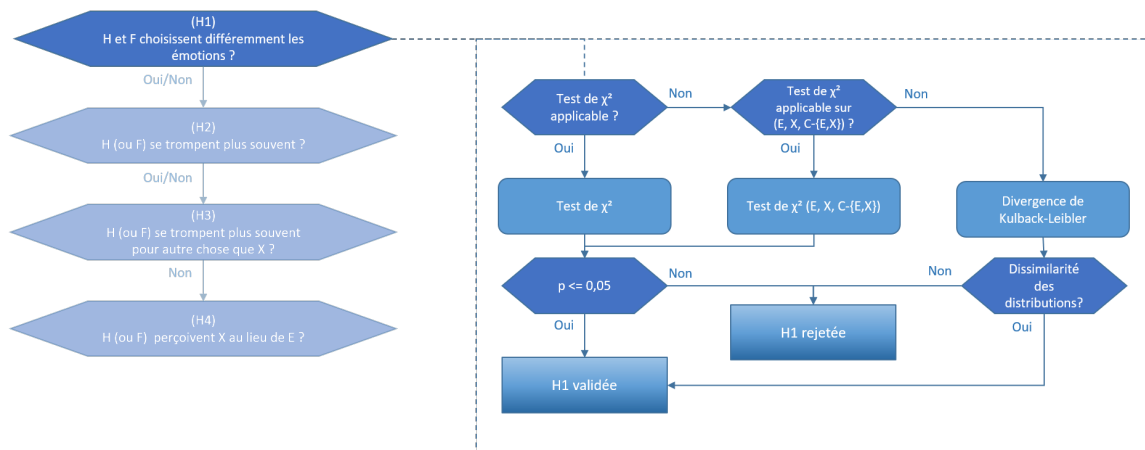 (H1)
H et F choisissent différemment les
émotions ?
Oui/Non
(H2)
H (ou F) se trompent plus souvent ?
Oui/Non
(H3)
H (ou F) se trompent plus souvent
pour autre chose que X ?
Non
(H4)
H (ou F) perçoivent X au lieu de E ?
Test de χ²
applicable ?
Non
Test de χ²
applicable sur
(E, X, C-{E,X}) ?
Non
Oui
Oui
Test de χ²
Test de χ² (E, X, C-{E,X})
Divergence de
Kulback-Leibler
p <= 0,05
Non
Non
Dissimilarité
des
distributions?
Oui
Oui
H1 rejetée
H1 validée